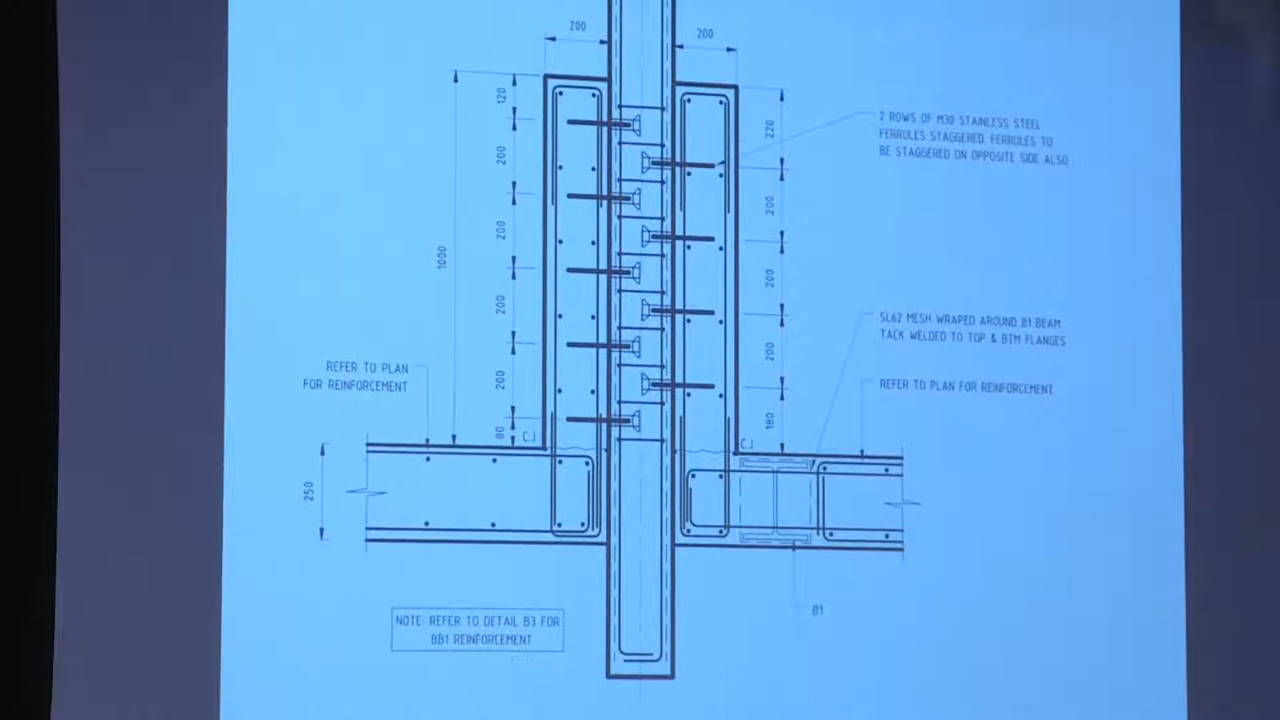 200
200
120
200
200
200
200
80
1000
220
200
200
200
180
2 ROWS OF M30 STAINLESS STEEL
FERRULES STAGGERED. FERRULES TO
BE STAGGERED ON OPPOSITE SIDE ALSO
SL62 MESH WRAPED AROUND B1 BEAM
TACK WELDED TO TOP & BTM FLANGES
REFER TO PLAN
FOR REINFORCEMENT
REFER TO PLAN FOR REINFORCEMENT
CJ
CJ
250
B1
NOTE: REFER TO DETAIL B3 FOR
BB1 REINFORCEMENT